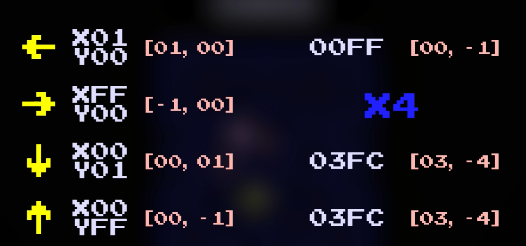 X01
Y00 [01, 00] 00FF [00, -1]
XFF
Y00 [-1, 00] X4
X00
Y01 [00, 01] 03FC [03, -4]
X00
YFF [00, -1] 03FC [03, -4]